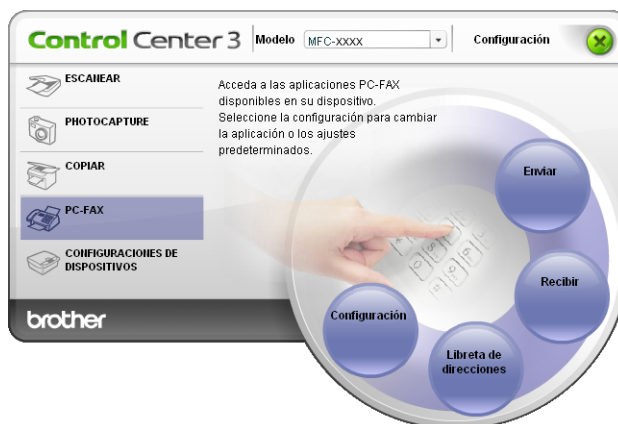 Control Center 3
Modelo
MFC-XXXX
Configuración
ESCANEAR
PHOTOCAPTURE
COPIAR
PC-FAX
CONFIGURACIONES DE
DISPOSITIVOS
Acceda a las aplicaciones PC-FAX
disponibles en su dispositivo.
Seleccione la configuración para cambiar
la aplicación o los ajustes
predeterminados.
Enviar
Recibir
Libreta de
direcciones
Configuración
brother